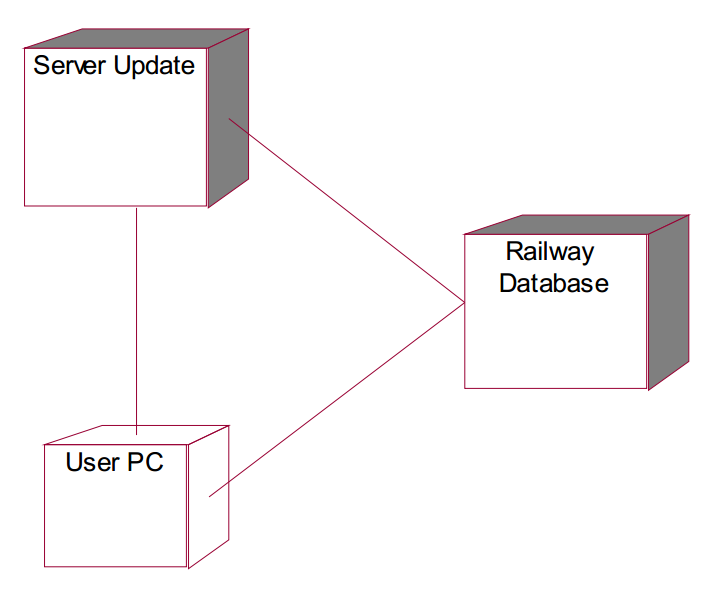 Server Update
Railway
Database
User PC